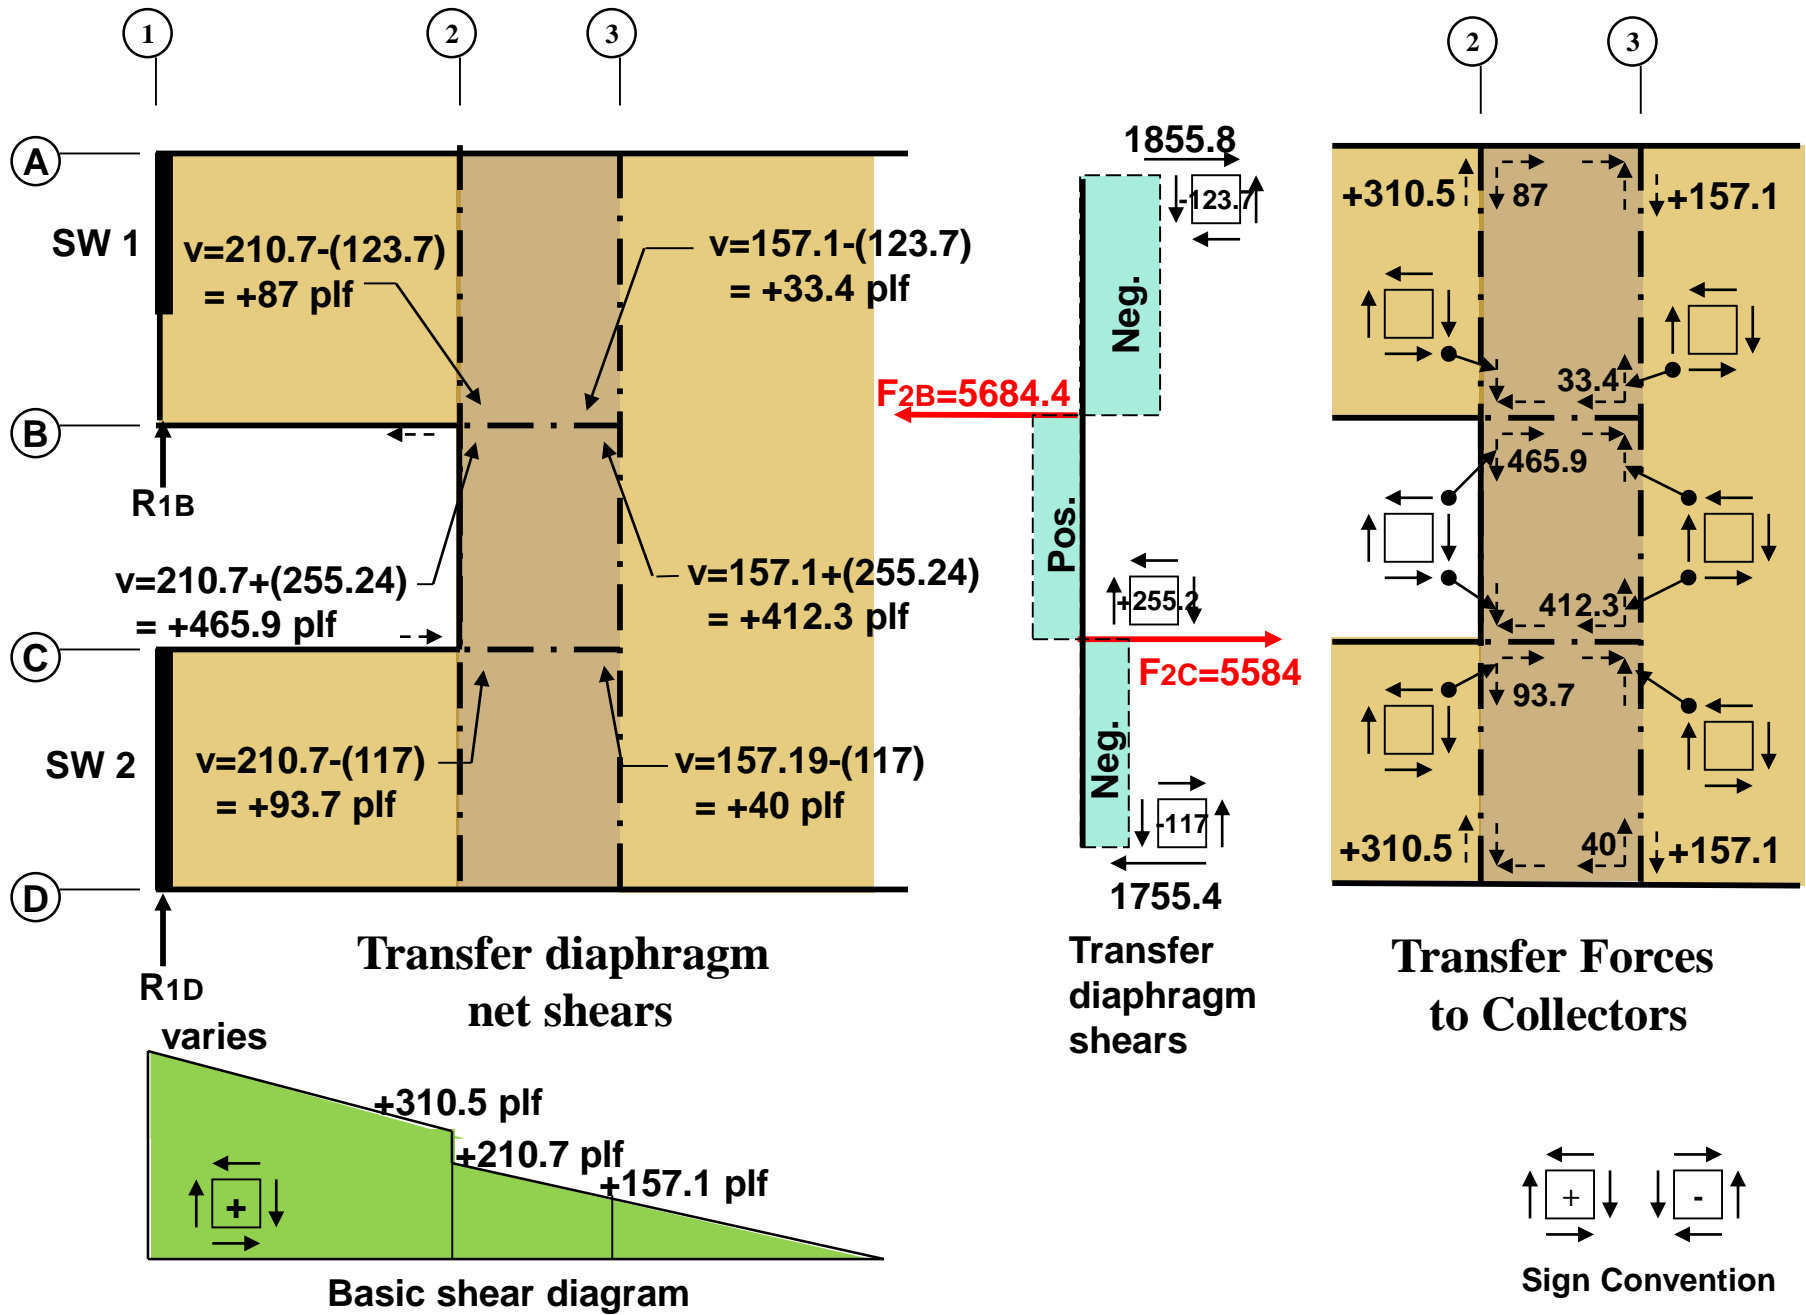 1
2
3
A
B
C
D
SW 1
SW 2
v=210.7-(123.7)
= +87 plf
v=157.1-(123.7)
= +33.4 plf
R1B
v=210.7+(255.24)
= +465.9 plf
v=157.1+(255.24)
= +412.3 plf
v=210.7-(117)
= +93.7 plf
v=157.19-(117)
= +40 plf
R1D
Transfer diaphragm
net shears
varies
+310.5 plf
+210.7 plf
+157.1 plf
+
Basic shear diagram
1855.8
-123.7
Neg.
F2B=5684.4
Pos.
+255.2
F2C=5584
Neg.
-117
1755.4
Transfer
diaphragm
shears
2
3
+310.5
87
+157.1
33.4
465.9
412.3
93.7
+310.5
40
+157.1
Transfer Forces
to Collectors
+
-
Sign Convention